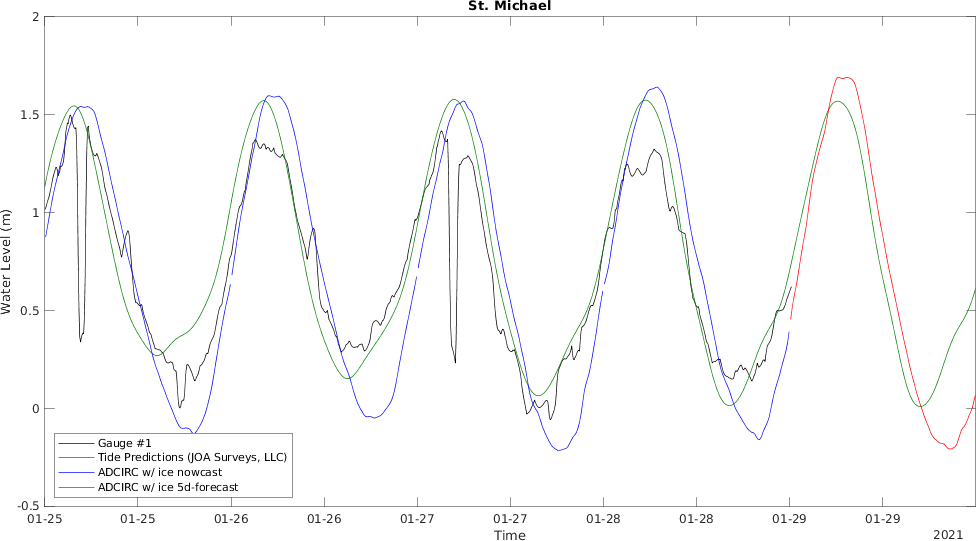 St. Michael
2
1.5
1
0.5
0
-0.5
Water Level (m)
Gauge #1
Tide Predictions (JOA Surveys, LLC)
ADCIRC w/ ice nowcast
ADCIRC w/ ice 5d-forecast
01-25 01-25 01-26 01-26 01-27 01-27 01-28 01-28 01-29 01-29
Time
2021